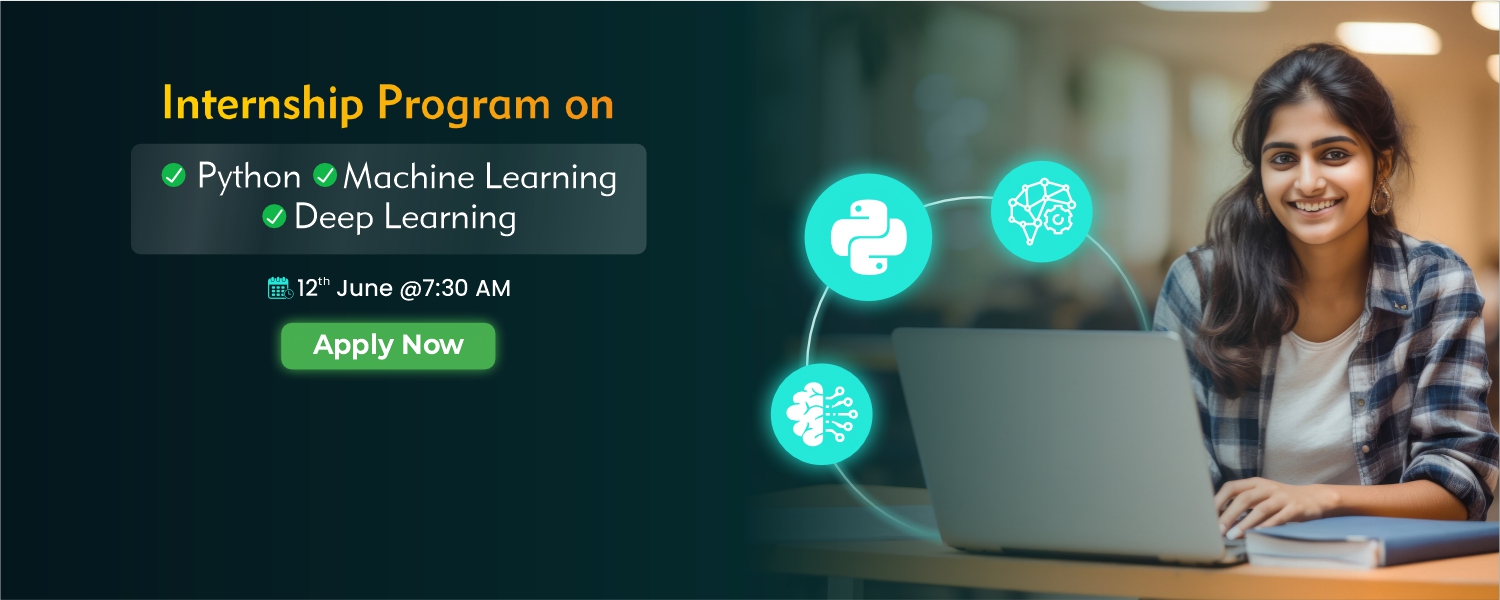 Internship Program on
Python Machine Learning
Deep Learning
12th June @7:30 AM
Apply Now